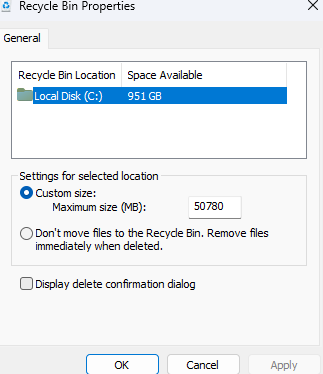 Recycle Bin Properties
General
Recycle Bin Location Space Available
Local Disk (C:) 951 GB
Settings for selected location
Custom size:
Maximum size (MB): 50780
Don't move files to the Recycle Bin. Remove files
immediately when deleted.
Display delete confirmation dialog
OK Cancel Apply